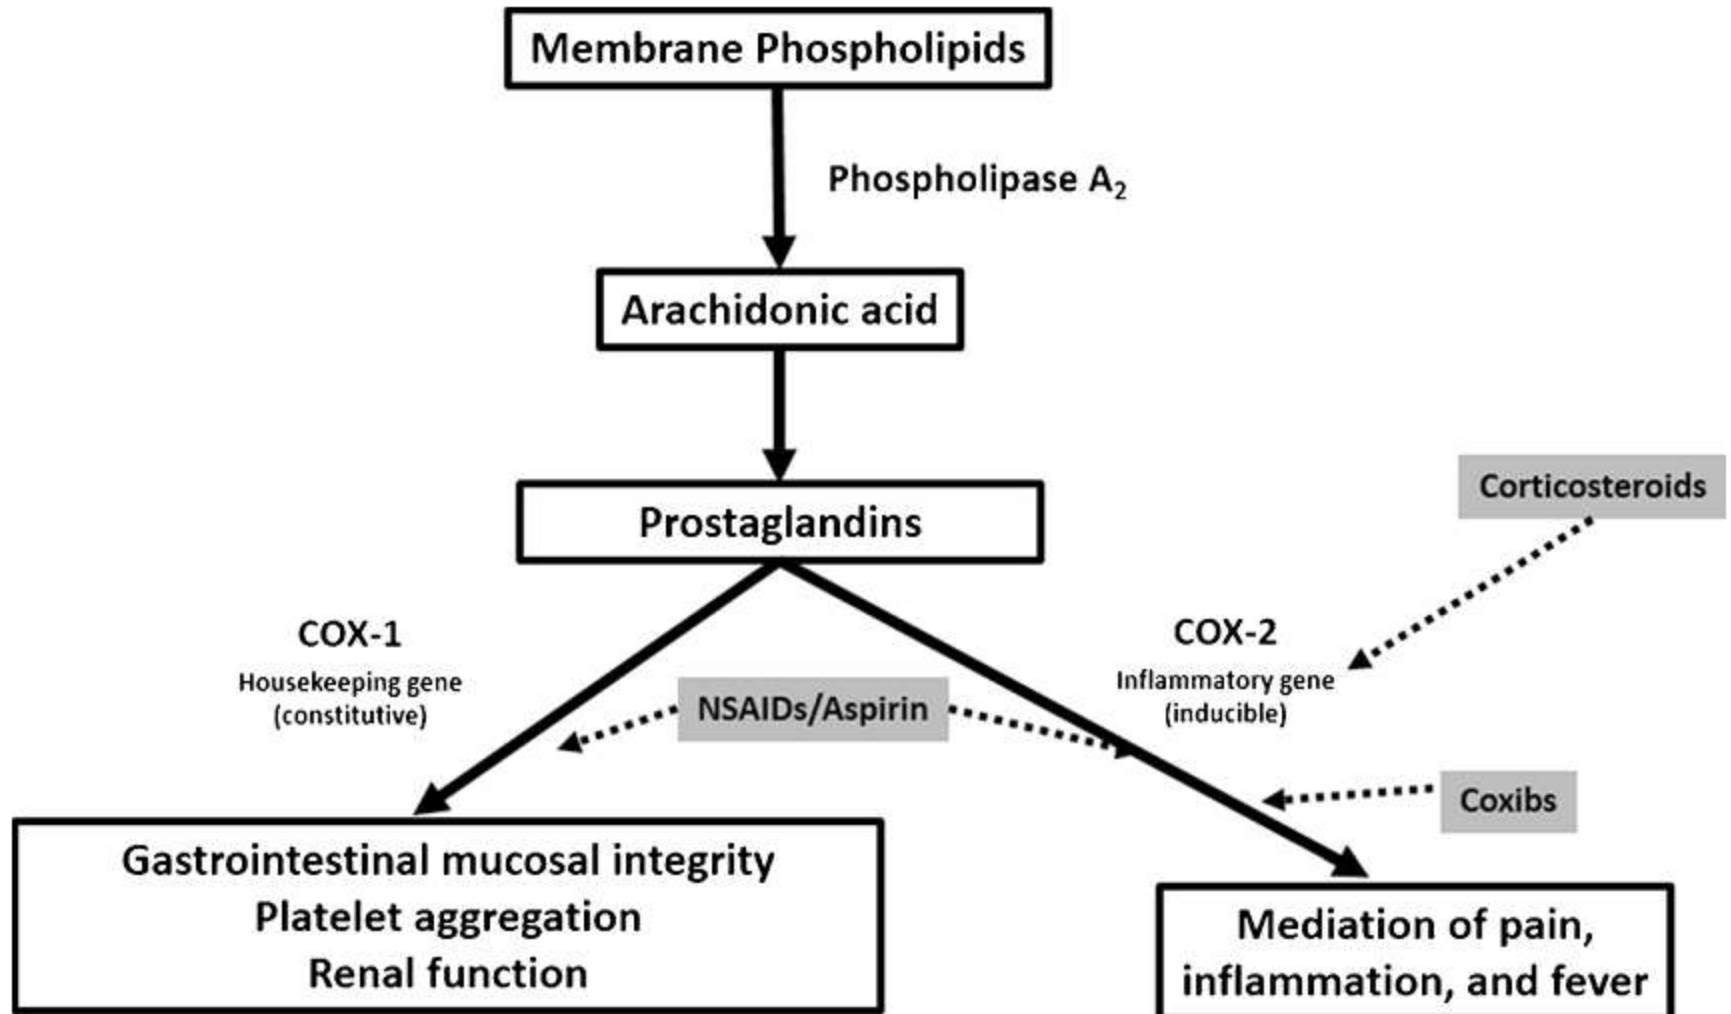 Membrane Phospholipids
Phospholipase A₂
Arachidonic acid
Prostaglandins
Corticosteroids
COX-1
Housekeeping gene
(constitutive)
NSAIDs/Aspirin
COX-2
Inflammatory gene
(inducible)
Coxibs
Gastrointestinal mucosal integrity
Platelet aggregation
Renal function
Mediation of pain,
inflammation, and fever